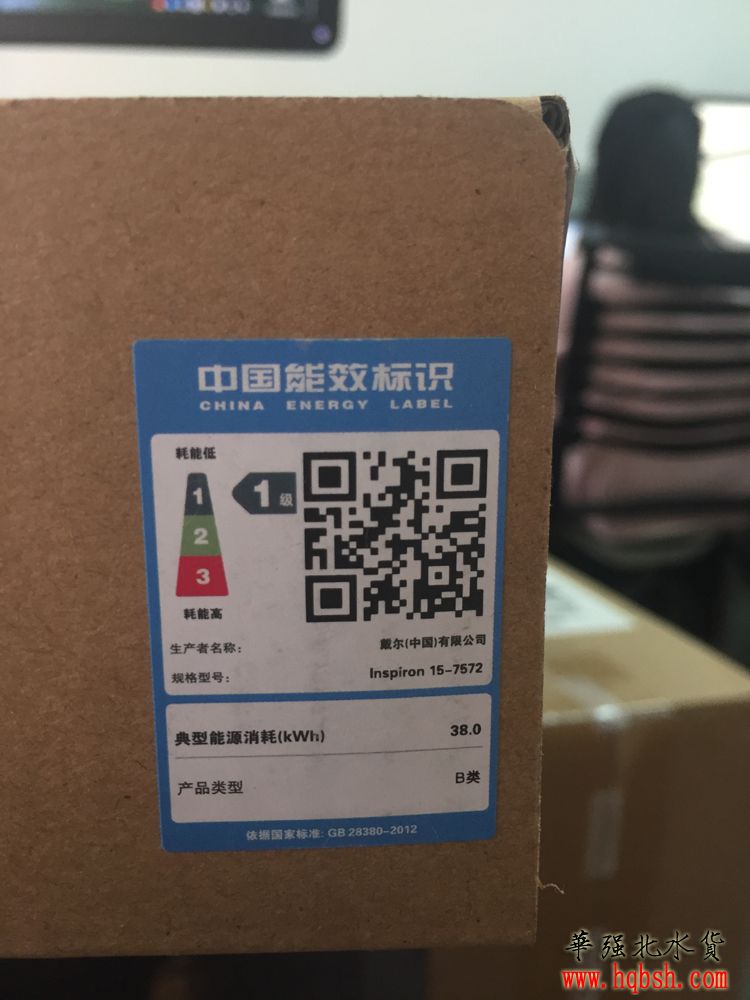 中国能效标识
CHINA ENERGY LABEL
耗能低
1
2
3
耗能高
1级
生产者名称:
戴尔(中国)有限公司
规格型号:
Inspiron 15-7572
典型能源消耗(kWh)
38.0
产品类型
B类
依据国家标准: GB 28380-2012
華强北水貨
www.hqbsh.com